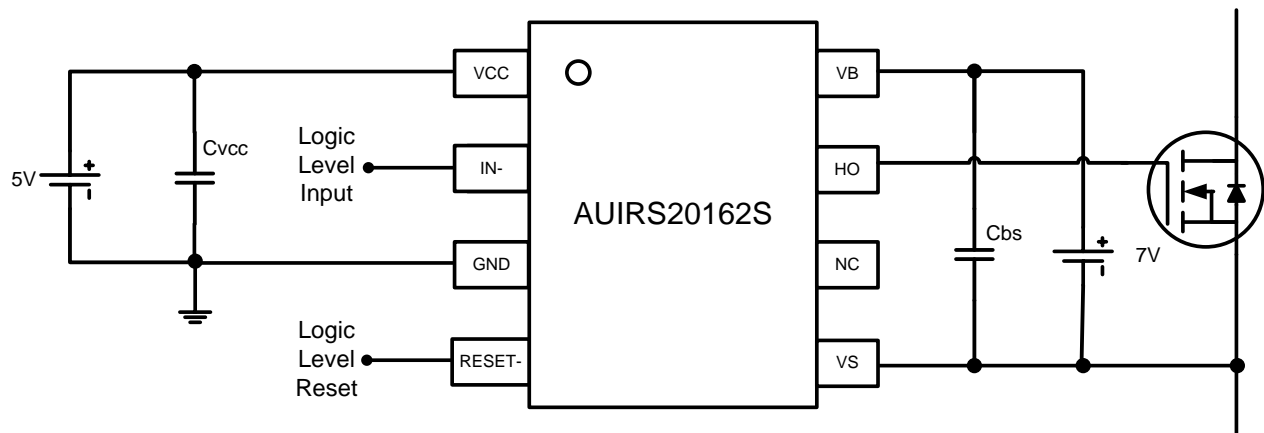 VCC
VB
Cvcc
Logic
Level
Input
IN-
HO
5V
+
-
AUIRS20162S
GND
Cbs
NC
+
-
7V
Logic
Level
Reset
RESET-
VS